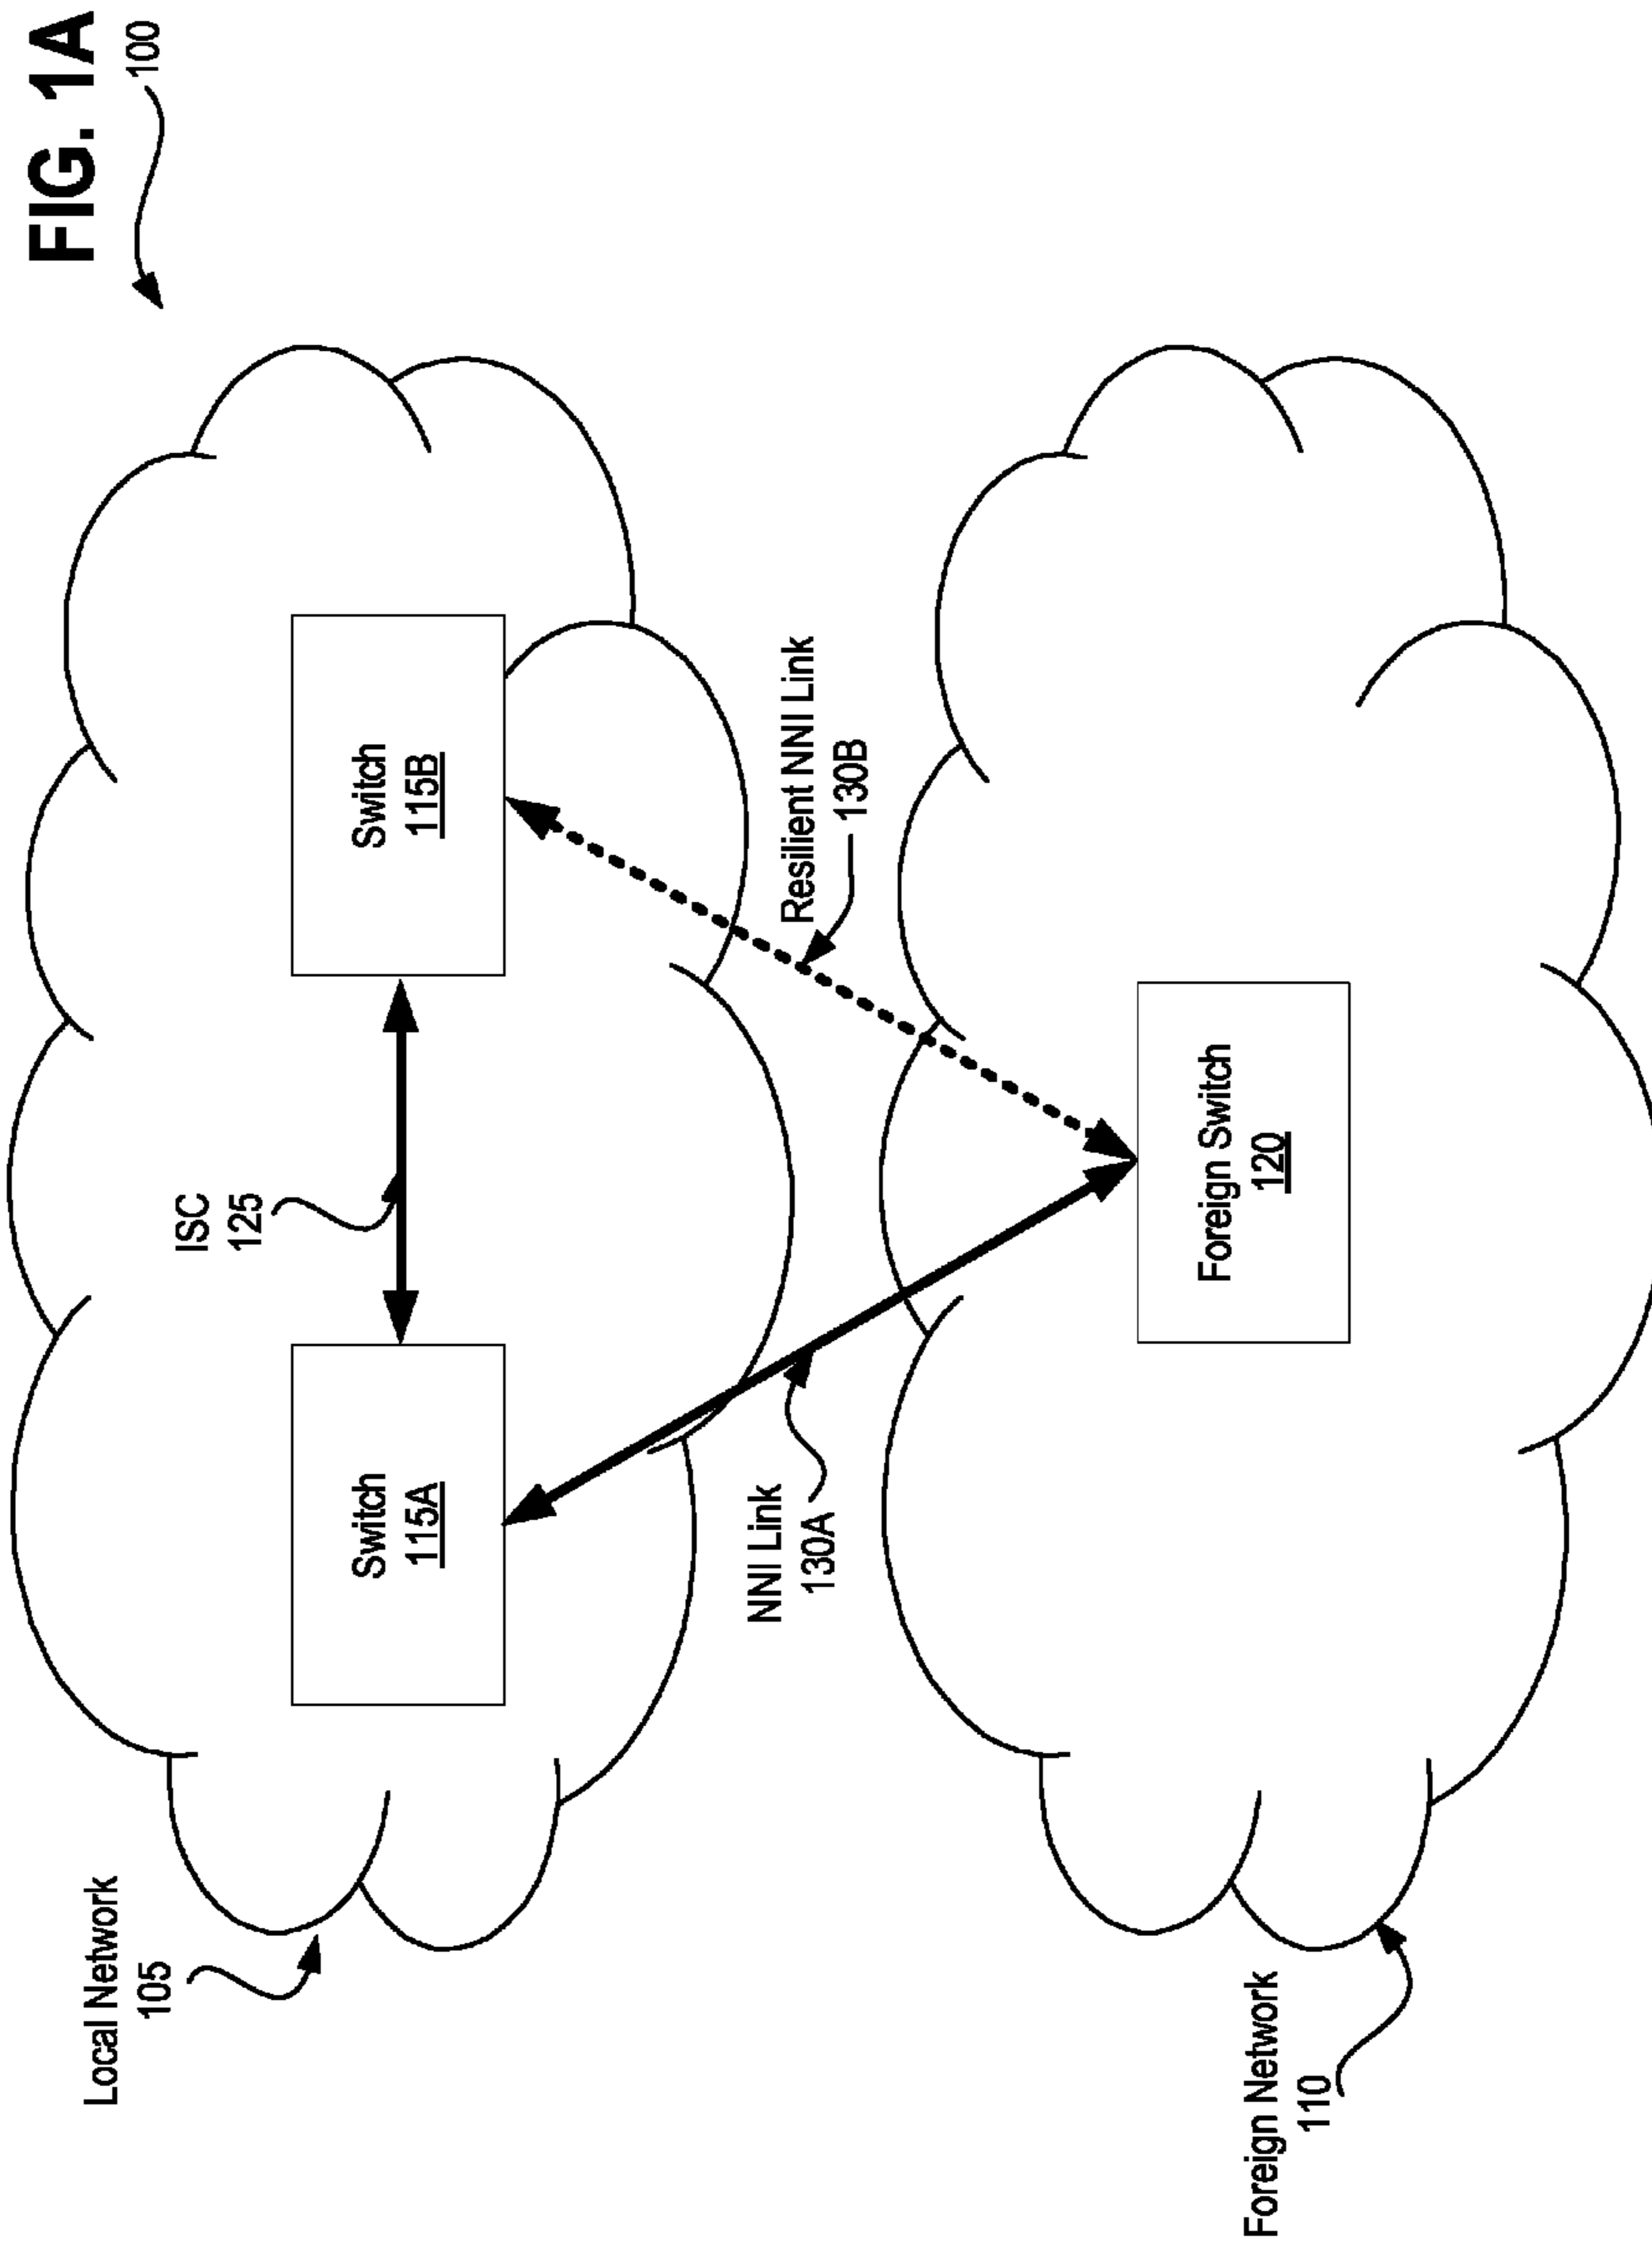 FIG. 1A
100
Local Network
105
ISC
125
Switch
115A
Switch
115B
NNI Link
130A
Resilient NNI Link
130B
Foreign Switch
120
Foreign Network
110